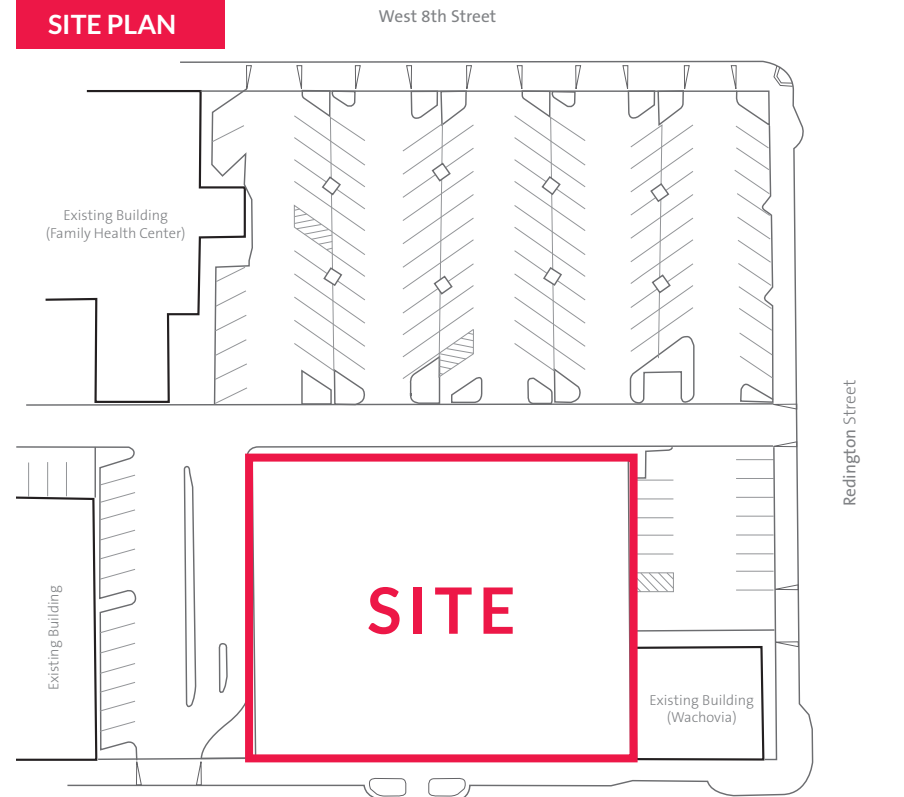 SITE PLAN
West 8th Street
Existing Building
(Family Health Center)
Redington Street
Existing Building
SITE
Existing Building
(Wachovia)